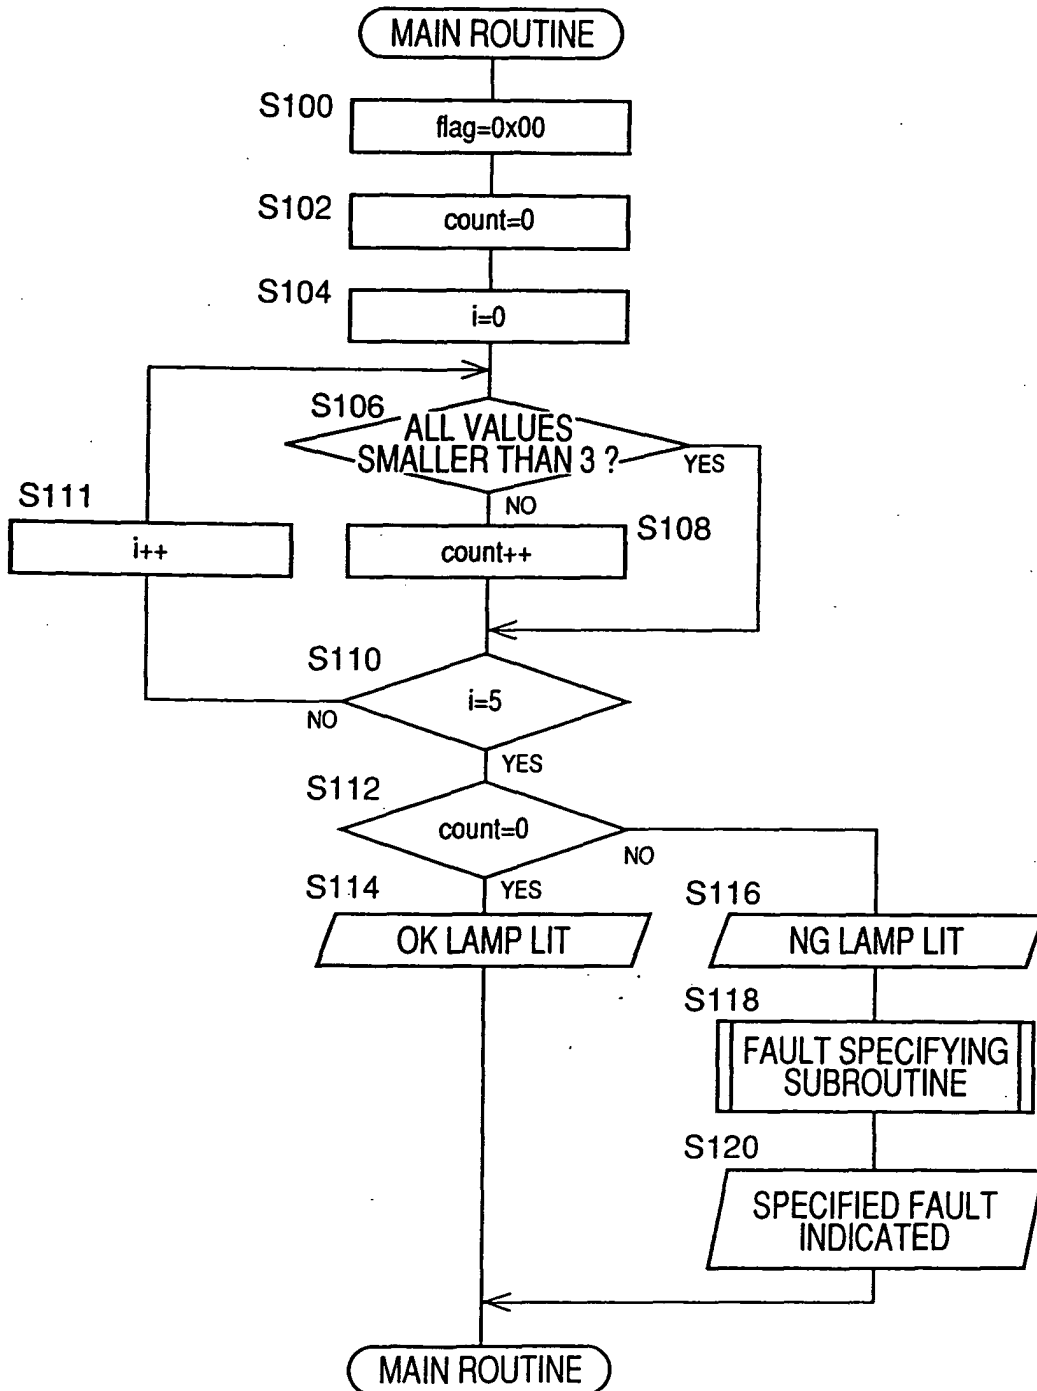 MAIN ROUTINE
S100
flag=0x00
S102
count=0
S104
i=0
S106
ALL VALUES
SMALLER THAN 3 ?
YES
NO
S111
i++
S108
count++
S110
i=5
NO
YES
S112
count=0
NO
YES
S114
OK LAMP LIT
S116
NG LAMP LIT
S118
FAULT SPECIFYING
SUBROUTINE
S120
SPECIFIED FAULT
INDICATED
MAIN ROUTINE